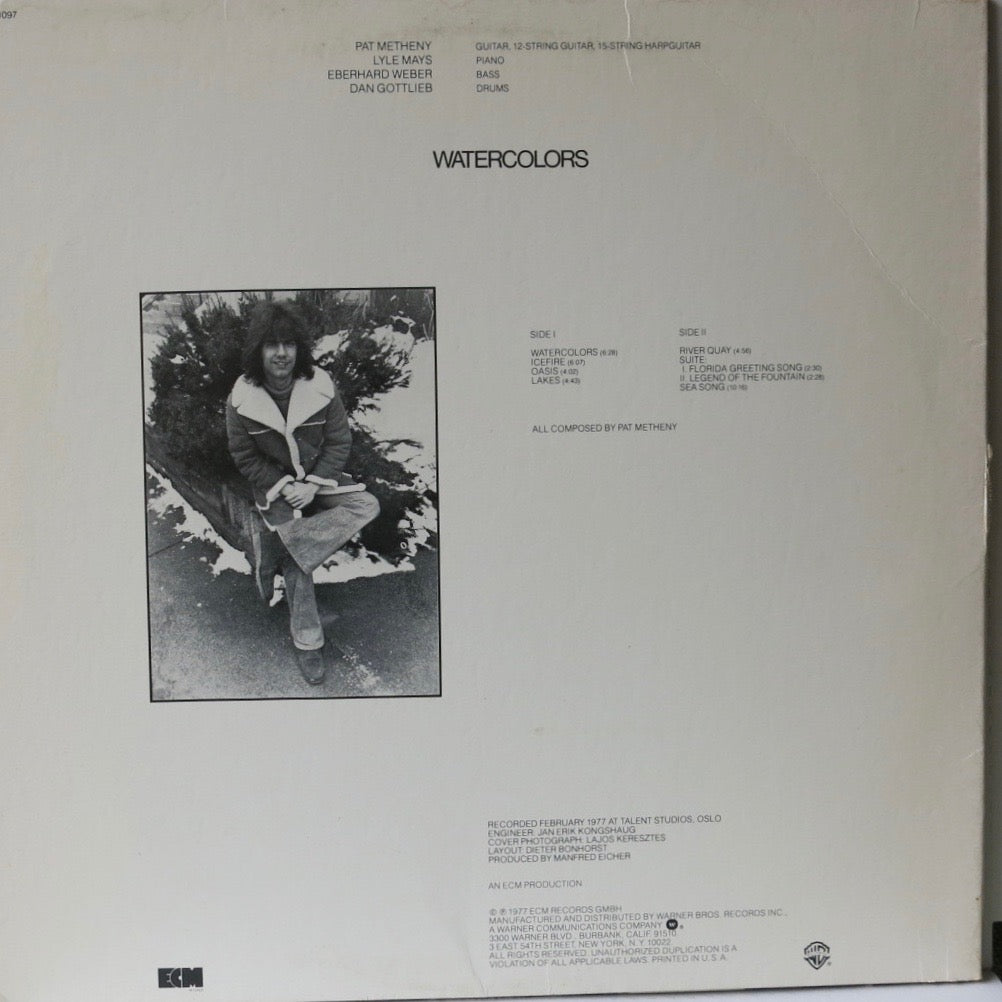 1097
PAT METHENY GUITAR, 12-STRING GUITAR, 15-STRING HARPGUITAR
LYLE MAYS PIANO
EBERHARD WEBER BASS
DAN GOTTLIEB DRUMS
WATERCOLORS
SIDE I
WATERCOLORS (6:28)
ICEFIRE (6:07)
OASIS (4:02)
LAKES (4:43)
SIDE II
RIVER QUAY (4:56)
SUITE:
I. FLORIDA GREETING SONG (2:30)
II. LEGEND OF THE FOUNTAIN (2:28)
SEA SONG (10:16)
ALL COMPOSED BY PAT METHENY
RECORDED FEBRUARY 1977 AT TALENT STUDIOS, OSLO
ENGINEER: JAN ERIK KONGSHAUG
COVER PHOTOGRAPH: LAJOS KERESZTES
LAYOUT: DIETER BONHORST
PRODUCED BY MANFRED EICHER
AN ECM PRODUCTION
© ℗ 1977 ECM RECORDS GMBH
MANUFACTURED AND DISTRIBUTED BY WARNER BROS. RECORDS INC.,
A WARNER COMMUNICATIONS COMPANY
3300 WARNER BLVD., BURBANK, CALIF. 91510
3 EAST 54TH STREET, NEW YORK, N.Y. 10022
ALL RIGHTS RESERVED. UNAUTHORIZED DUPLICATION IS A
VIOLATION OF ALL APPLICABLE LAWS. PRINTED IN U.S.A.
ECM